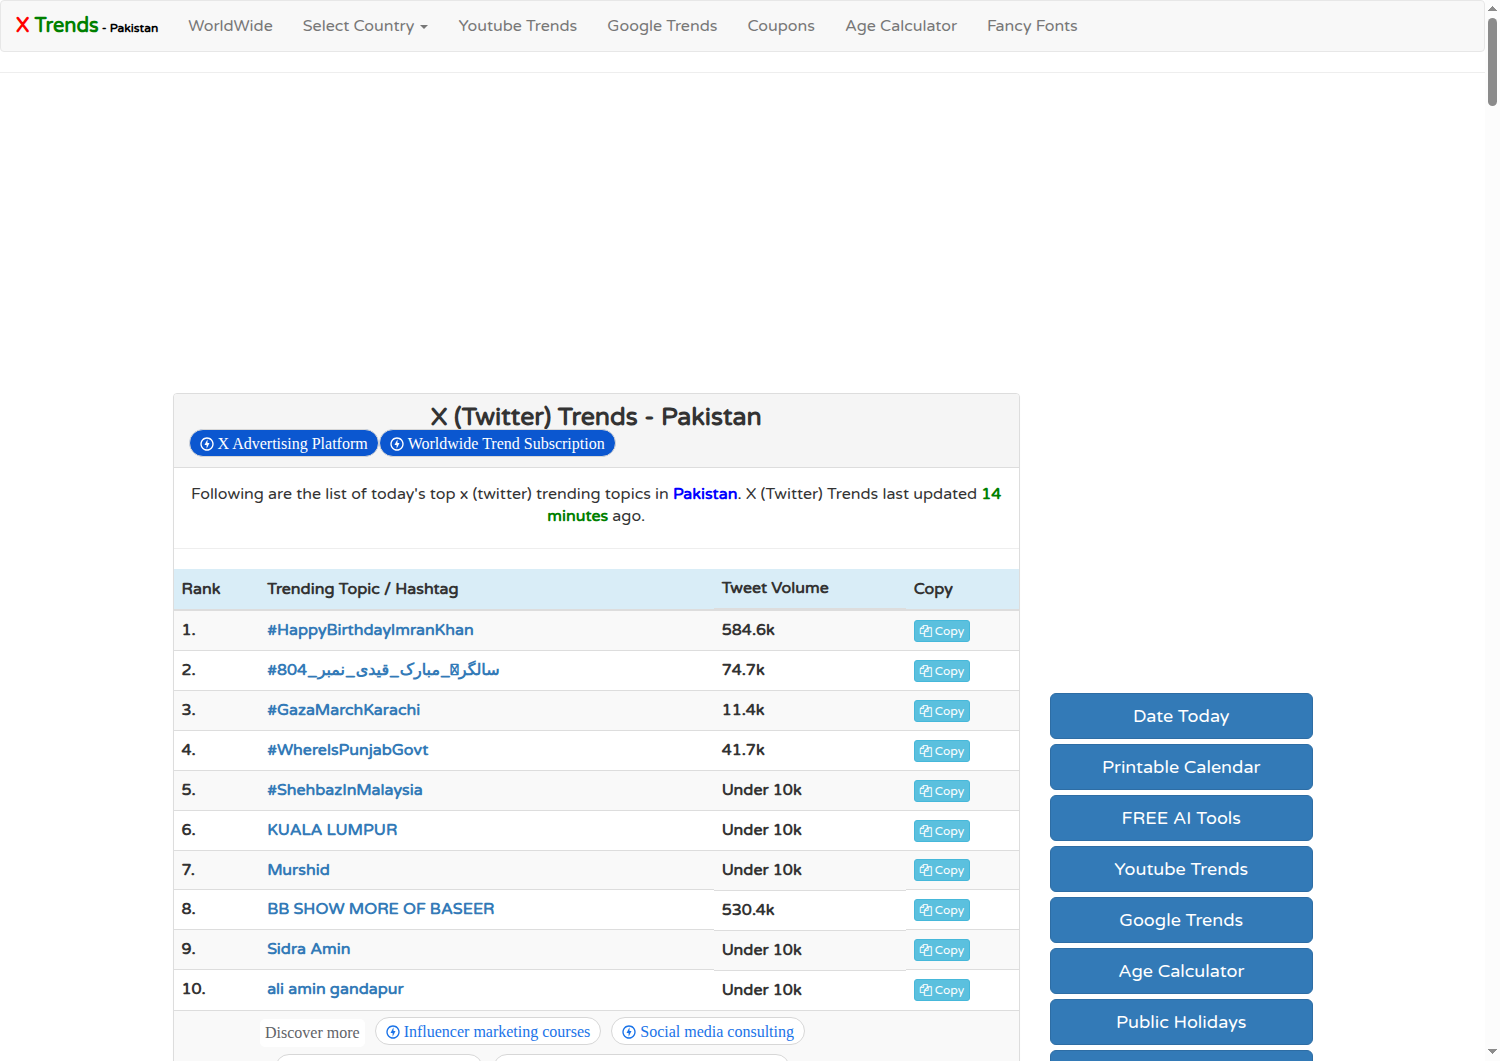 X Trends - Pakistan WorldWide Select Country Youtube Trends Google Trends Coupons Age Calculator Fancy Fonts
X (Twitter) Trends - Pakistan
X Advertising Platform Worldwide Trend Subscription
Following are the list of today's top x (twitter) trending topics in Pakistan. X (Twitter) Trends last updated 14
minutes ago.
Rank Trending Topic / Hashtag Tweet Volume Copy
1. #HappyBirthdayImranKhan 584.6k Copy
2. #سالگر_مبارک_قیدی_نمبر_804 74.7k Copy
3. #GazaMarchKarachi 11.4k Copy
4. #WhereIsPunjabGovt 41.7k Copy
5. #ShehbazInMalaysia Under 10k Copy
6. KUALA LUMPUR Under 10k Copy
7. Murshid Under 10k Copy
8. BB SHOW MORE OF BASEER 530.4k Copy
9. Sidra Amin Under 10k Copy
10. ali amin gandapur Under 10k Copy
Discover more Influencer marketing courses Social media consulting
Date Today
Printable Calendar
FREE AI Tools
Youtube Trends
Google Trends
Age Calculator
Public Holidays